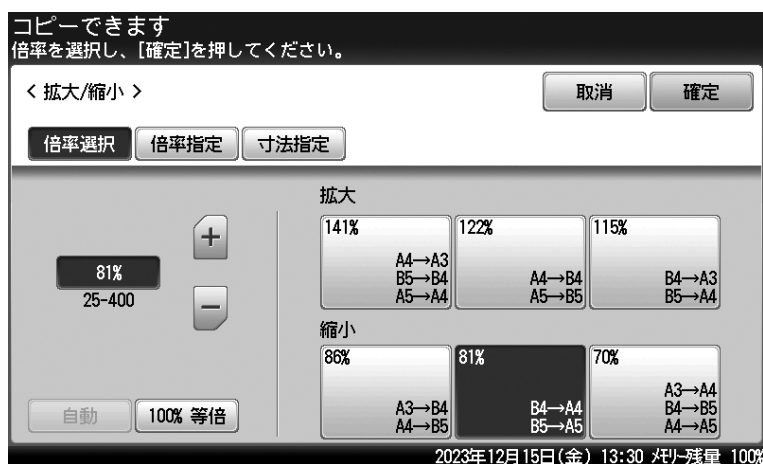 コピーできます
倍率を選択し、[確定]を押してください。
< 拡大/縮小 >
取消
確定
倍率選択
倍率指定
寸法指定
81%
25-400
+
−
自動
100% 等倍
拡大
141%
A4→A3
B5→B4
A5→A4
122%
A4→B4
A5→B5
115%
B4→A3
B5→A4
縮小
86%
A3→B4
A4→B5
81%
B4→A4
B5→A5
70%
A3→A4
B4→B5
A4→A5
2023年12月15日(金) 13:30 メモリー残量 100%